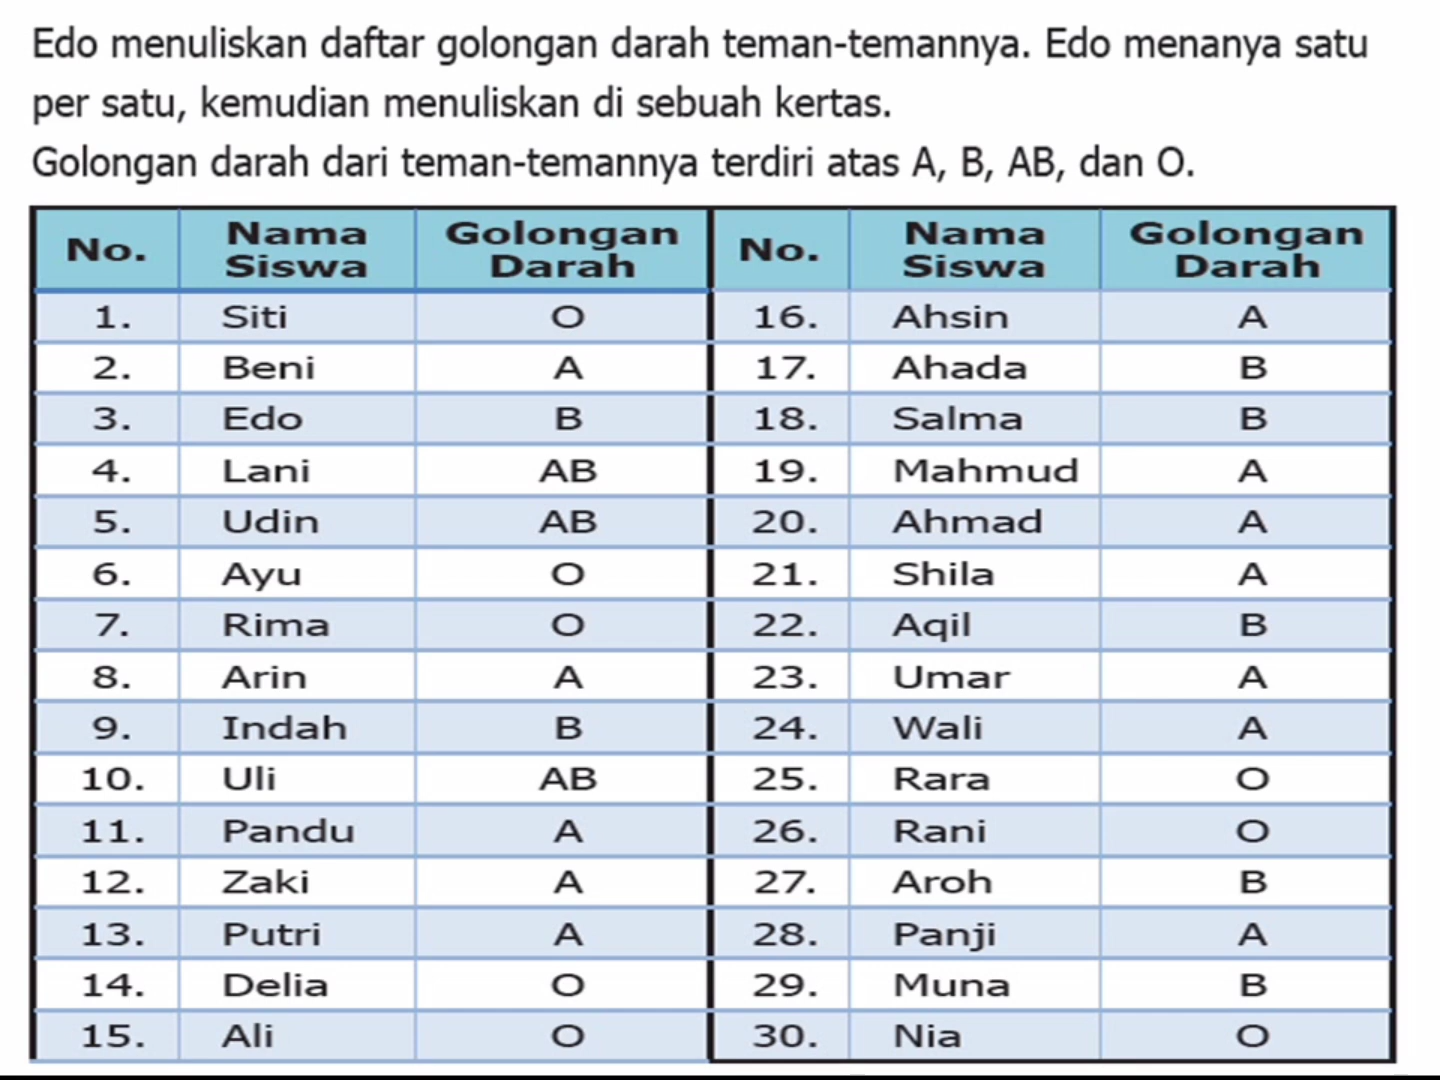 Edo menuliskan daftar golongan darah teman-temannya. Edo menanya satu
per satu, kemudian menuliskan di sebuah kertas.
Golongan darah dari teman-temannya terdiri atas A, B, AB, dan O.
No. Nama Siswa Golongan Darah No. Nama Siswa Golongan Darah
1. Siti O 16. Ahsin A
2. Beni A 17. Ahada B
3. Edo B 18. Salma B
4. Lani AB 19. Mahmud A
5. Udin AB 20. Ahmad A
6. Ayu O 21. Shila A
7. Rima O 22. Aqil B
8. Arin A 23. Umar A
9. Indah B 24. Wali A
10. Uli AB 25. Rara O
11. Pandu A 26. Rani O
12. Zaki A 27. Aroh B
13. Putri A 28. Panji A
14. Delia O 29. Muna B
15. Ali O 30. Nia O